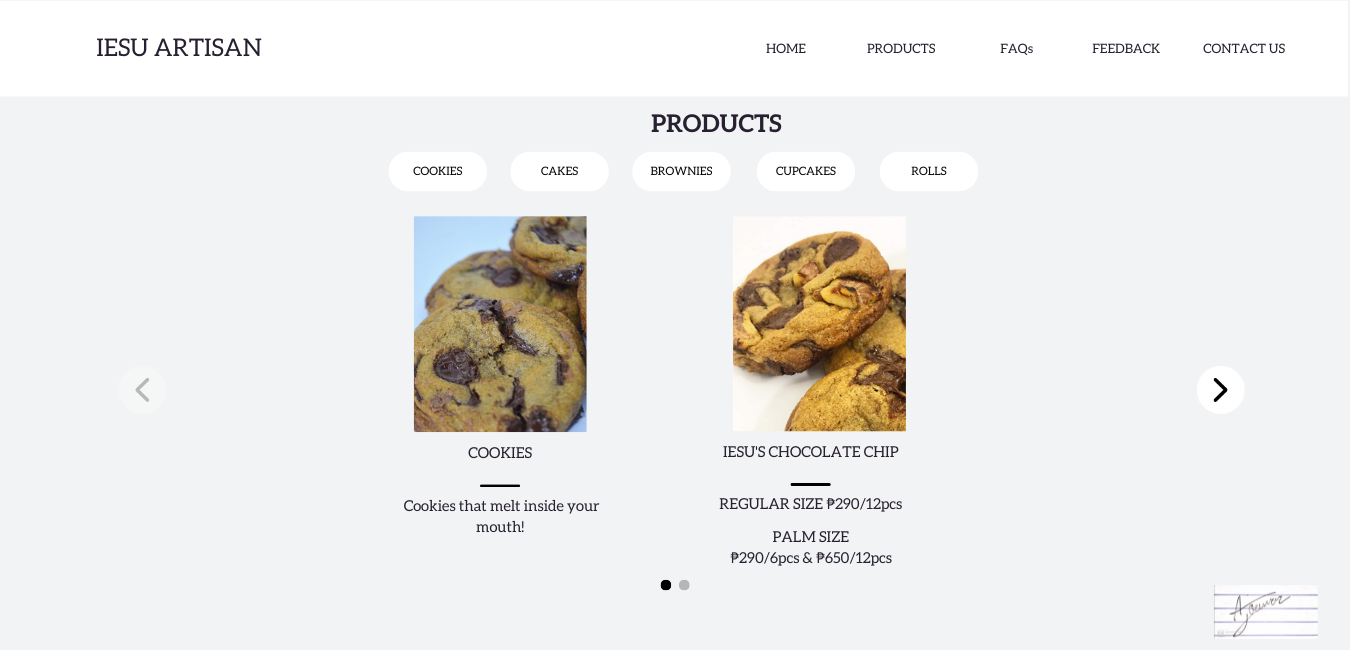 IESU ARTISAN
HOME
PRODUCTS
FAQs
FEEDBACK
CONTACT US
PRODUCTS
COOKIES
CAKES
BROWNIES
CUPCAKES
ROLLS
COOKIES
Cookies that melt inside your
mouth!
IESU'S CHOCOLATE CHIP
REGULAR SIZE ₱290/12pcs
PALM SIZE
₱290/6pcs & ₱650/12pcs